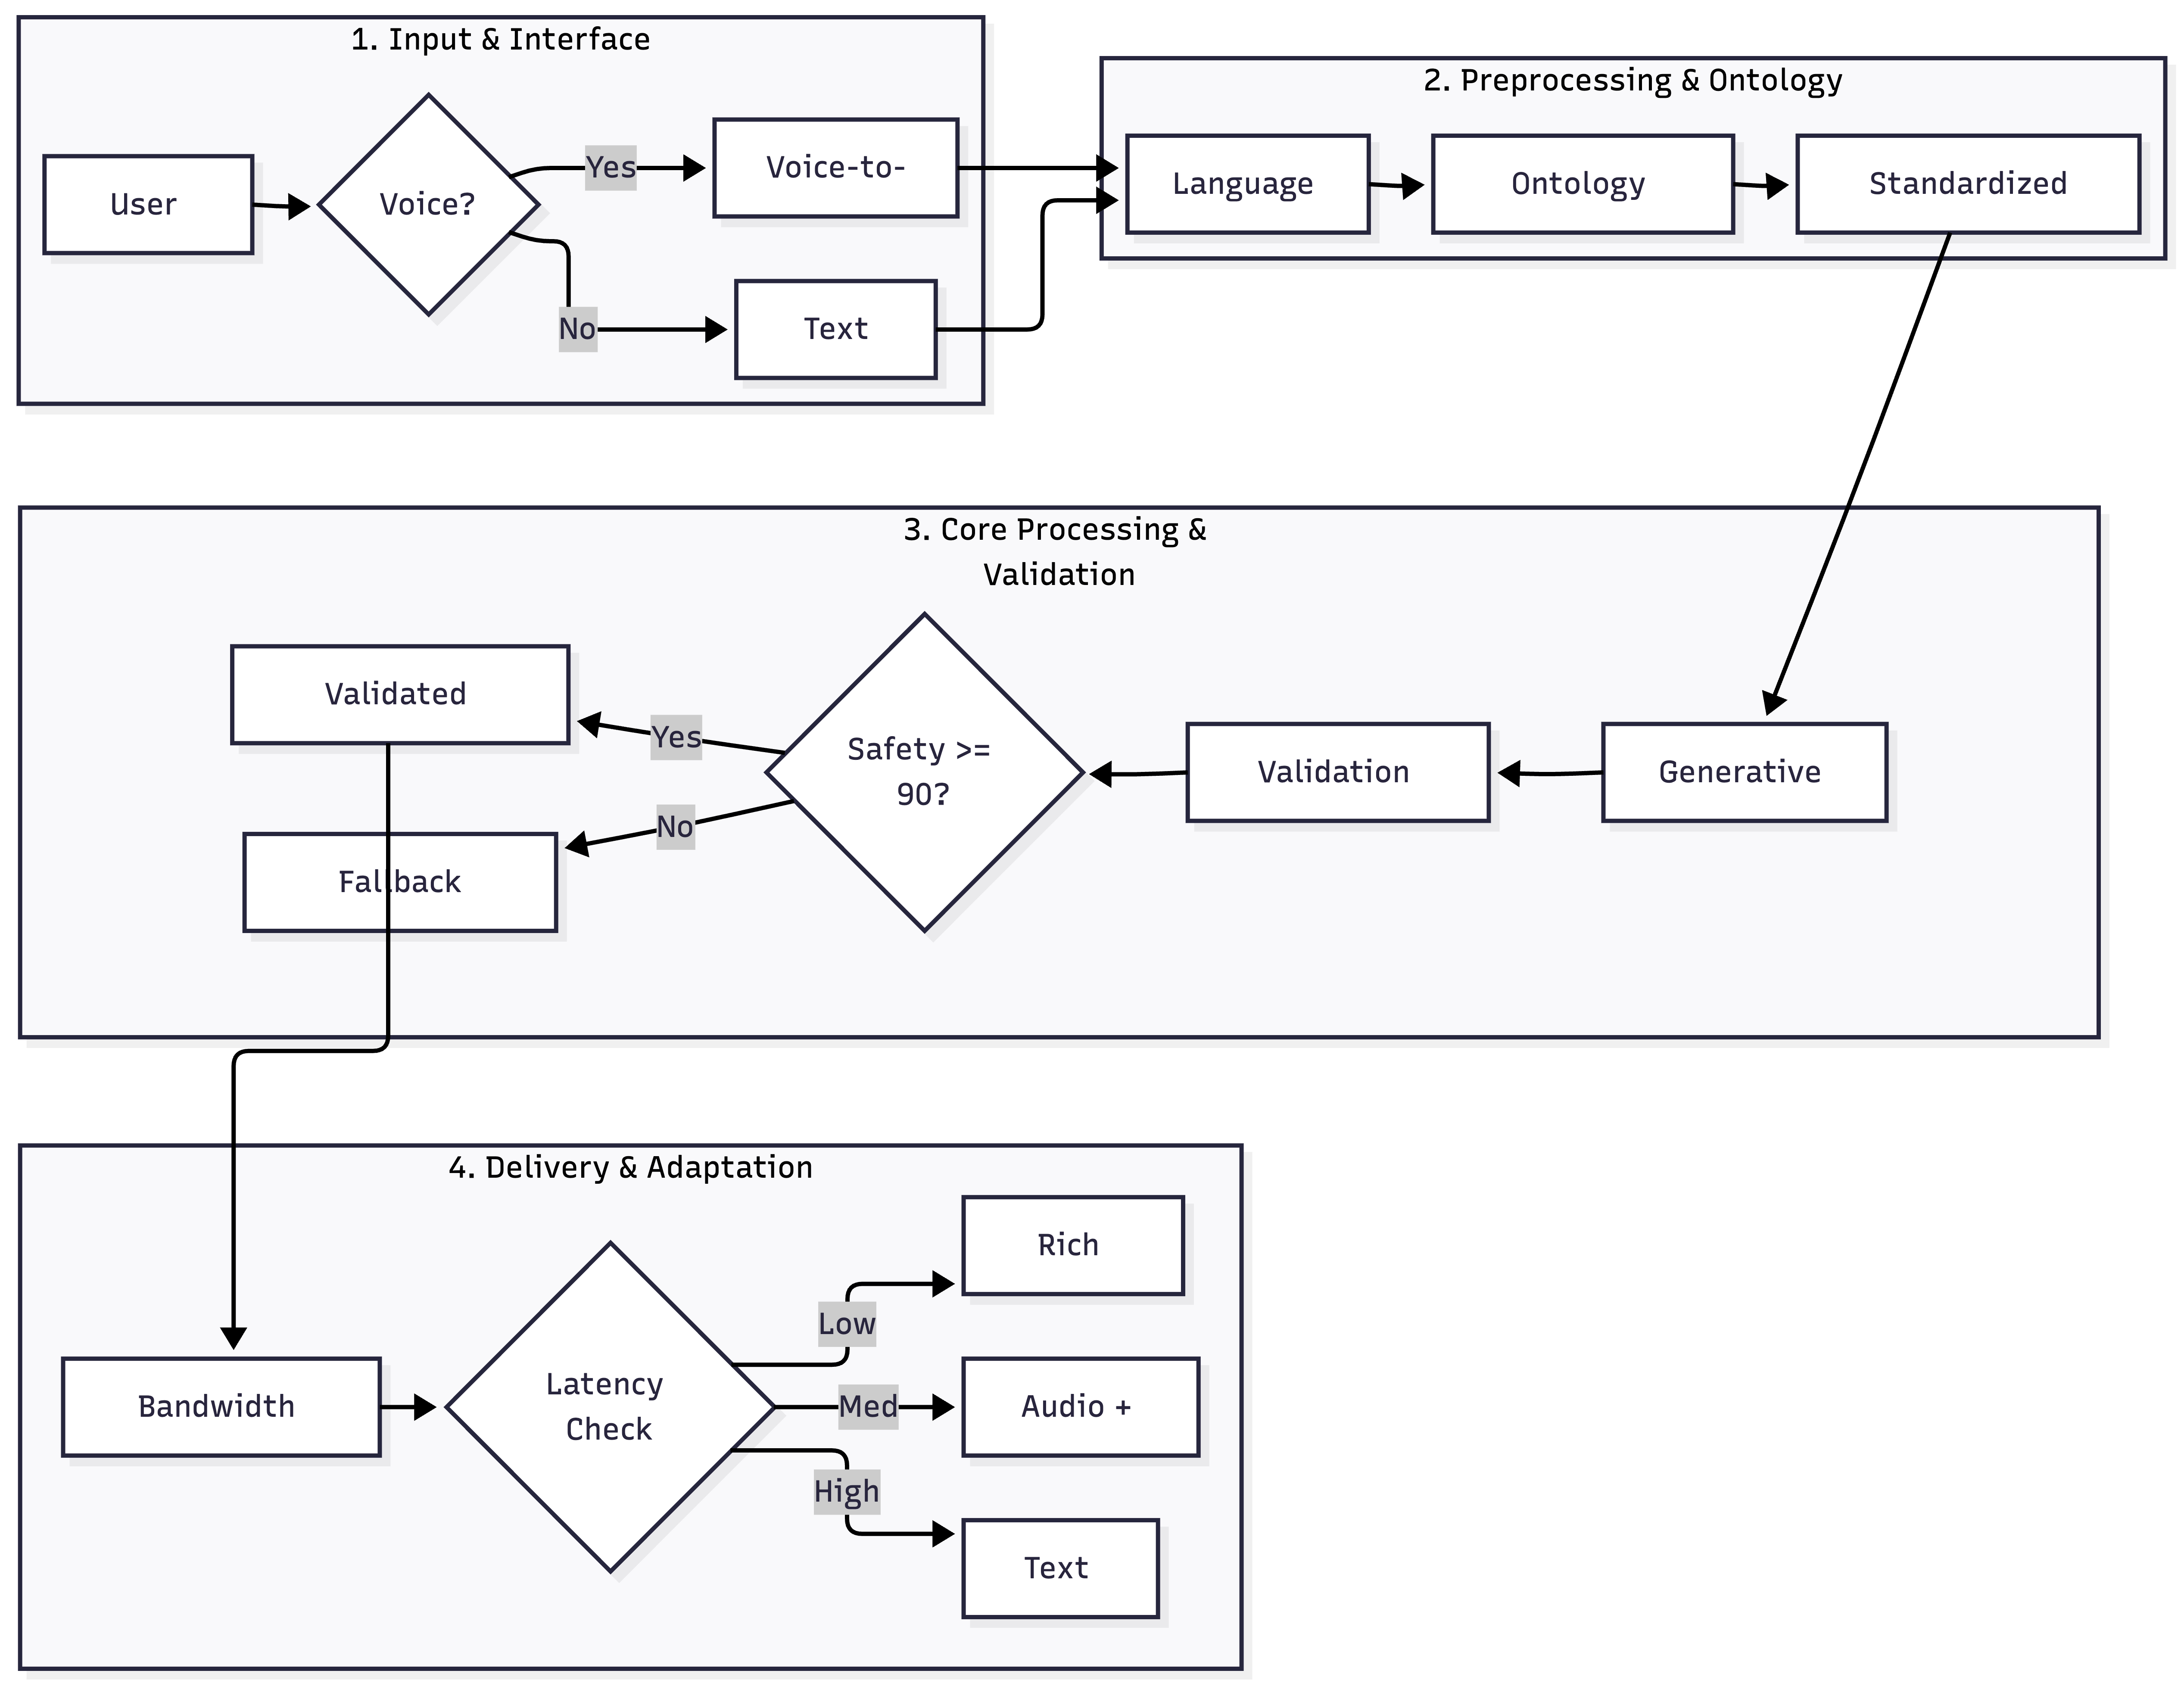 1. Input & Interface
User
Voice?
Yes
No
Voice-to-
Text
2. Preprocessing & Ontology
Language
Ontology
Standardized
3. Core Processing &
Validation
Generative
Validation
Safety >=
90?
Yes
No
Validated
Fallback
4. Delivery & Adaptation
Bandwidth
Latency
Check
Low
Med
High
Rich
Audio +
Text